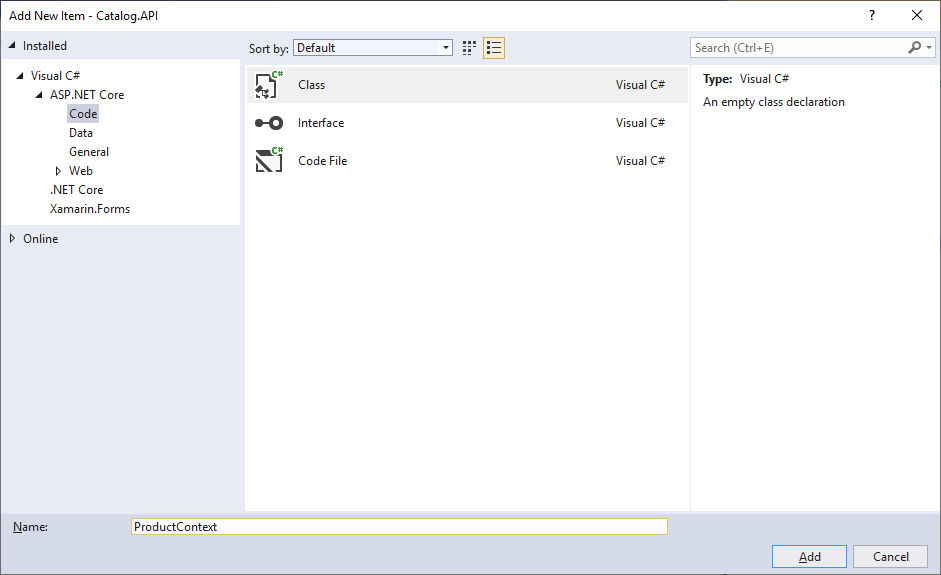 Add New Item - Catalog.API
?
Installed
Sort by: Default
Search (Ctrl+E)
Visual C#
ASP.NET Core
Code
Data
General
Web
.NET Core
Xamarin.Forms
Online
C# Class Visual C#
Interface Visual C#
C# Code File Visual C#
Type: Visual C#
An empty class declaration
Name: ProductContext
Add Cancel